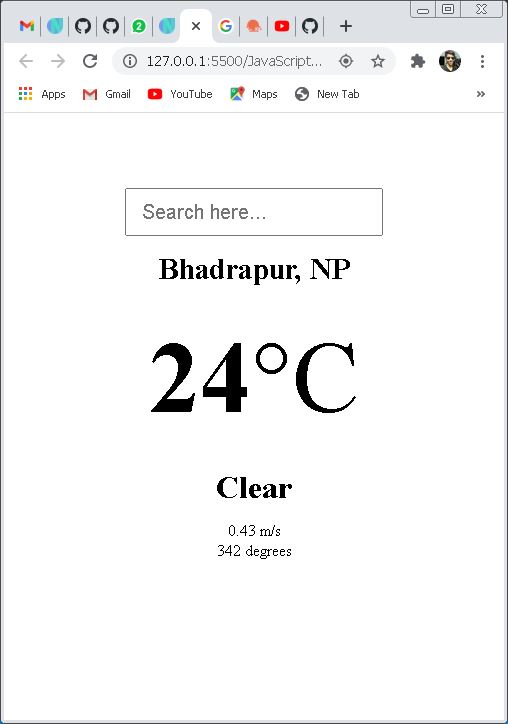 2
127.0.0.1:5500/JavaScript...
Apps Gmail YouTube Maps New Tab »
Search here...
Bhadrapur, NP
24°C
Clear
0.43 m/s
342 degrees